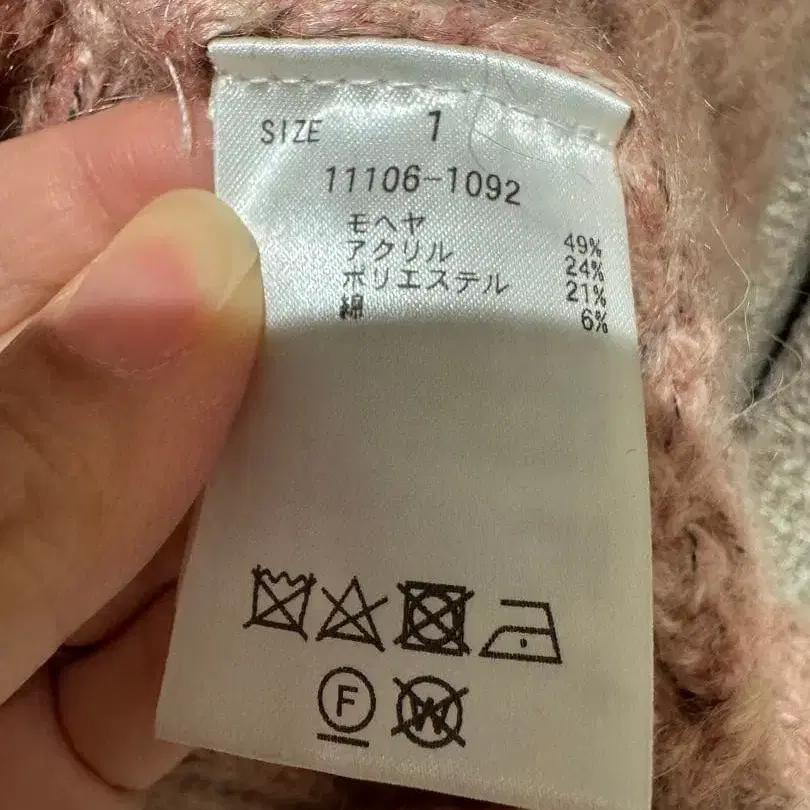 SIZE 1
11106-1092
モヘヤ 49%
アクリル 24%
ポリエステル 21%
綿 6%
F W